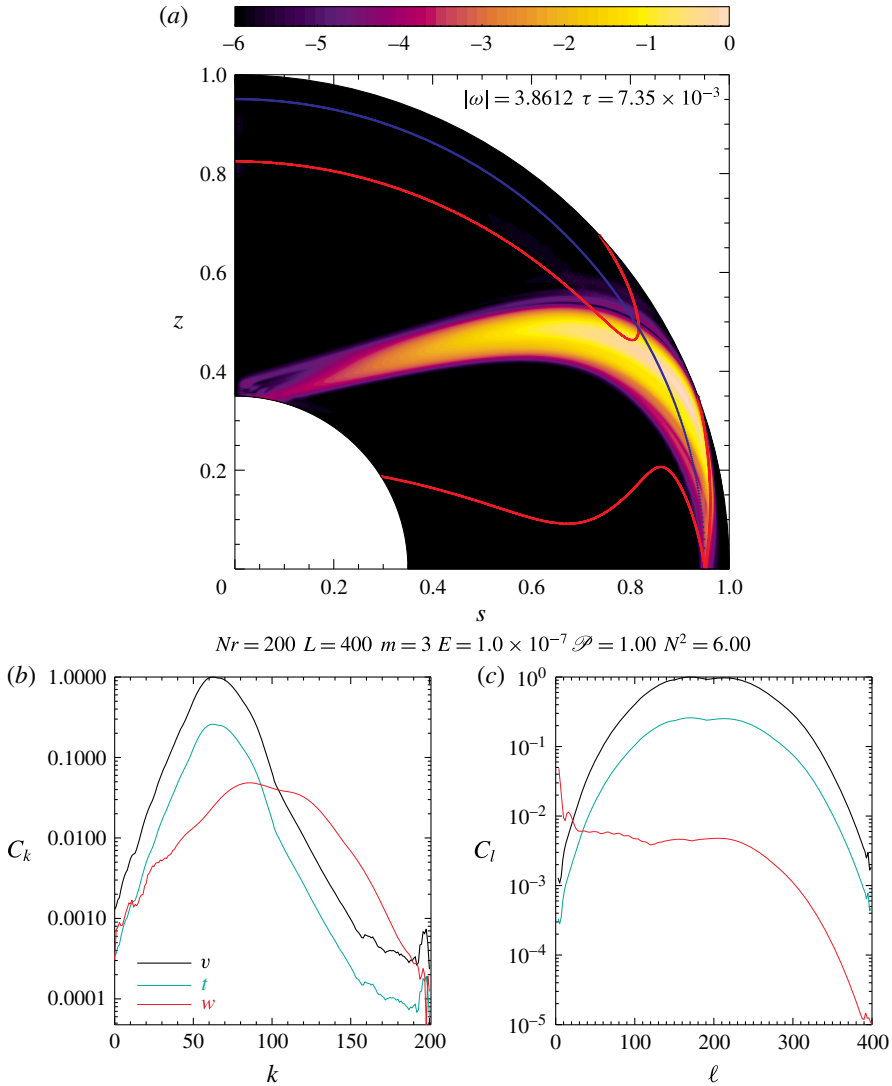 (a)
−6 −5 −4 −3 −2 −1 0
|ω| = 3.8612 τ = 7.35 × 10⁻³
1.0
0.8
0.6
z
0.4
0.2
0 0.2 0.4 0.6 0.8 1.0
s
Nr = 200 L = 400 m = 3 E = 1.0 × 10⁻⁷ 𝒫 = 1.00 N² = 6.00
(b)
1.0000
0.1000
0.0100
C_k
0.0010
0.0001
v
t
w
0 50 100 150 200
k
(c)
10⁰
10⁻¹
10⁻²
C_l
10⁻³
10⁻⁴
10⁻⁵
0 100 200 300 400
ℓ